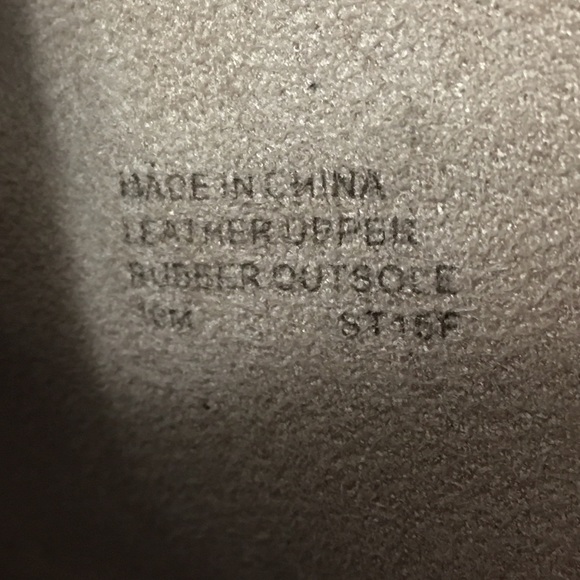 MADE IN CHINA
LEATHER UPPER
RUBBER OUTSOLE
ST15F